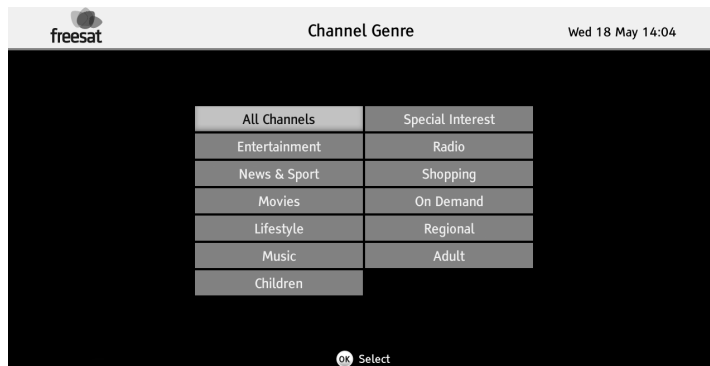 freesat
Channel Genre
Wed 18 May 14:04
All Channels
Special Interest
Entertainment
Radio
News & Sport
Shopping
Movies
On Demand
Lifestyle
Regional
Music
Adult
Children
OK Select